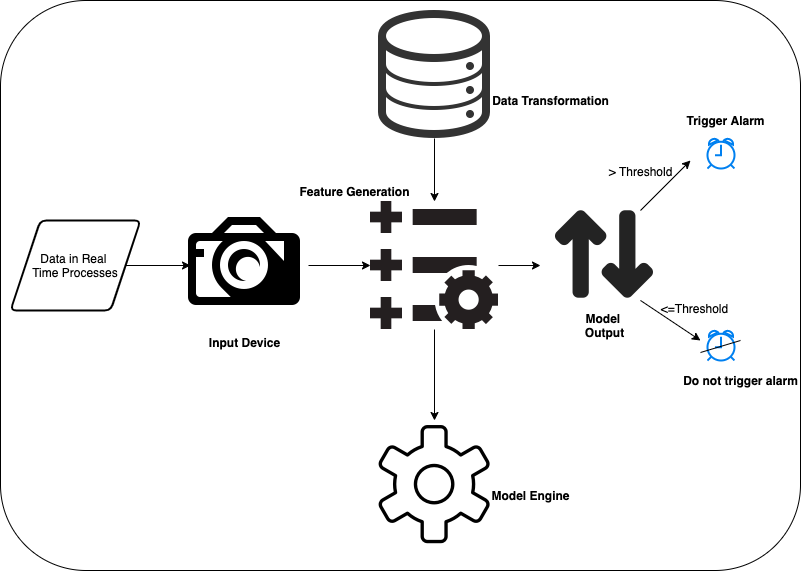 Data Transformation
Trigger Alarm
> Threshold
Feature Generation
Data in Real
Time Processes
<=Threshold
Model
Output
Input Device
Do not trigger alarm
Model Engine